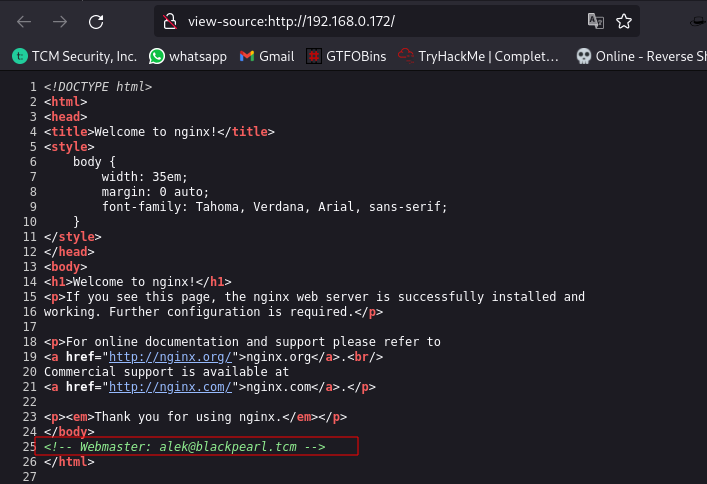 view-source:http://192.168.0.172/
TCM Security, Inc. whatsapp Gmail GTFOBins TryHackMe | Complet… Online - Reverse Sh
1 <!DOCTYPE html>
2 <html>
3 <head>
4 <title>Welcome to nginx!</title>
5 <style>
6     body {
7         width: 35em;
8         margin: 0 auto;
9         font-family: Tahoma, Verdana, Arial, sans-serif;
10     }
11 </style>
12 </head>
13 <body>
14 <h1>Welcome to nginx!</h1>
15 <p>If you see this page, the nginx web server is successfully installed and
16 working. Further configuration is required.</p>
17
18 <p>For online documentation and support please refer to
19 <a href="http://nginx.org/">nginx.org</a>.<br/>
20 Commercial support is available at
21 <a href="http://nginx.com/">nginx.com</a>.</p>
22
23 <p><em>Thank you for using nginx.</em></p>
24 </body>
25 <!-- Webmaster: alek@blackpearl.tcm -->
26 </html>
27